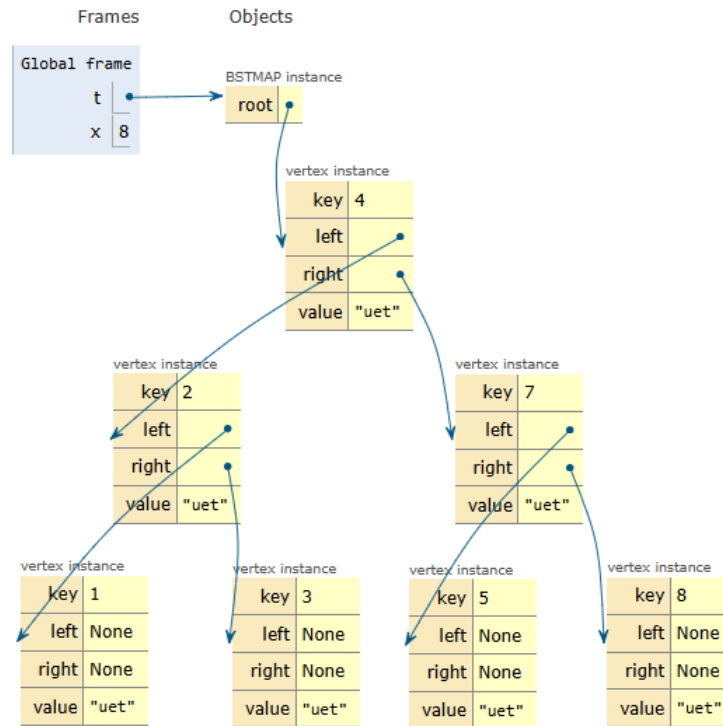 Frames Objects
Global frame
t
x 8
BSTMAP instance
root
vertex instance
key 4
left
right
value "uet"
vertex instance
key 2
left
right
value "uet"
vertex instance
key 7
left
right
value "uet"
vertex instance
key 1
left None
right None
value "uet"
vertex instance
key 3
left None
right None
value "uet"
vertex instance
key 5
left None
right None
value "uet"
vertex instance
key 8
left None
right None
value "uet"